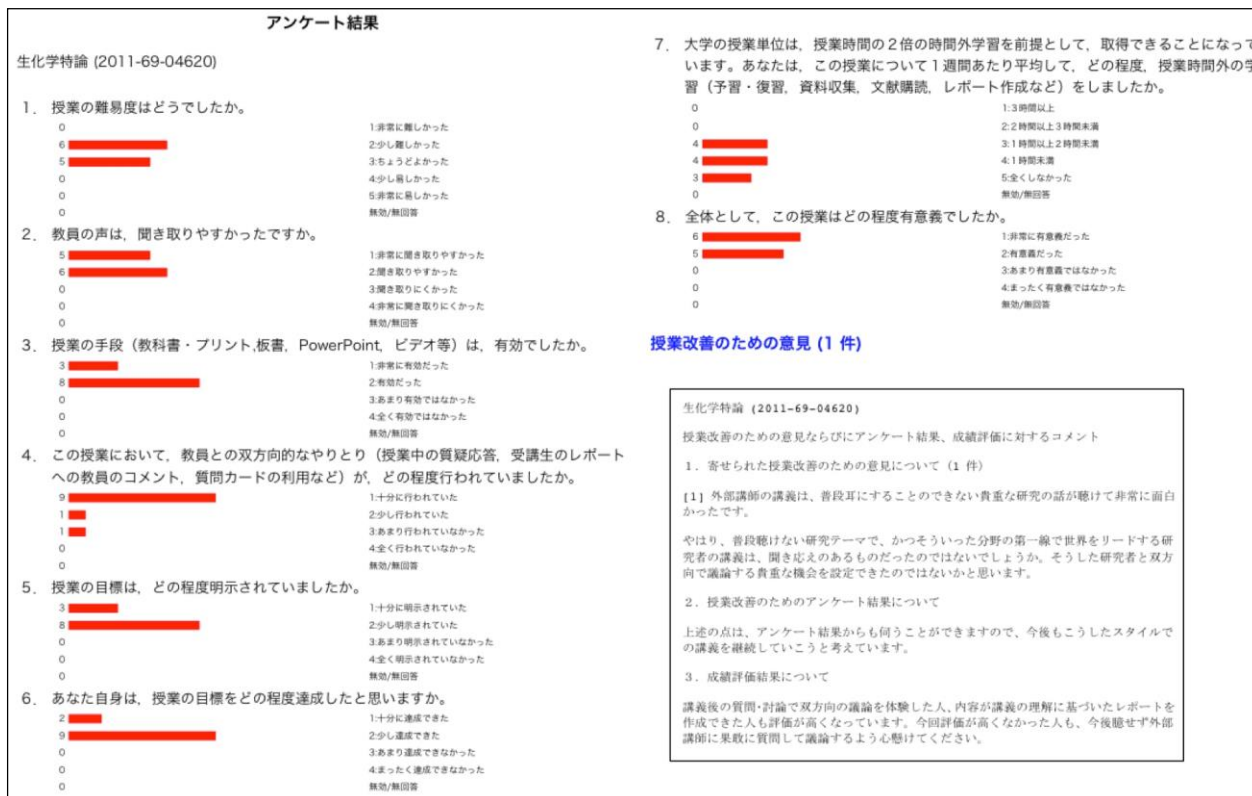 アンケート結果
生化学特論 (2011-69-04620)
1. 授業の難易度はどうでしたか。
0 1:非常に難しかった
6 2:少し難しかった
5 3:ちょうどよかった
0 4:少し易しかった
0 5:非常に易しかった
0 無効/無回答
2. 教員の声は，聞き取りやすかったですか。
5 1:非常に聞き取りやすかった
6 2:聞き取りやすかった
0 3:聞き取りにくかった
0 4:非常に聞き取りにくかった
0 無効/無回答
3. 授業の手段（教科書・プリント,板書，PowerPoint，ビデオ等）は，有効でしたか。
3 1:非常に有効だった
8 2:有効だった
0 3:あまり有効ではなかった
0 4:全く有効ではなかった
0 無効/無回答
4. この授業において，教員との双方向的なやりとり（授業中の質疑応答，受講生のレポート
への教員のコメント，質問カードの利用など）が，どの程度行われていましたか。
9 1:十分に行われていた
1 2:少し行われていた
1 3:あまり行われていなかった
0 4:全く行われていなかった
0 無効/無回答
5. 授業の目標は，どの程度明示されていましたか。
3 1:十分に明示されていた
8 2:少し明示されていた
0 3:あまり明示されていなかった
0 4:全く明示されていなかった
0 無効/無回答
6. あなた自身は，授業の目標をどの程度達成したと思いますか。
2 1:十分に達成できた
9 2:少し達成できた
0 3:あまり達成できなかった
0 4:まったく達成できなかった
0 無効/無回答
7. 大学の授業単位は，授業時間の２倍の時間外学習を前提として，取得できることになって
います。あなたは，この授業について１週間あたり平均して，どの程度，授業時間外の学
習（予習・復習，資料収集，文献購読，レポート作成など）をしましたか。
0 1:３時間以上
0 2:２時間以上３時間未満
4 3:１時間以上２時間未満
4 4:１時間未満
3 5:全くしなかった
0 無効/無回答
8. 全体として，この授業はどの程度有意義でしたか。
6 1:非常に有意義だった
5 2:有意義だった
0 3:あまり有意義ではなかった
0 4:まったく有意義ではなかった
0 無効/無回答
授業改善のための意見 (1 件)
生化学特論 (2011-69-04620)
授業改善のための意見ならびにアンケート結果、成績評価に対するコメント
１．寄せられた授業改善のための意見について（1 件）
[1] 外部講師の講義は、普段耳にすることのできない貴重な研究の話が聴けて非常に面白
かったです。
やはり、普段聴けない研究テーマで、かつそういった分野の第一線で世界をリードする研
究者の講義は、聞き応えのあるものだったのではないでしょうか。そうした研究者と双方
向で議論する貴重な機会を設定できたのではないかと思います。
２．授業改善のためのアンケート結果について
上述の点は、アンケート結果からも伺うことができますので、今後もこうしたスタイルで
の講義を継続していこうと考えています。
３．成績評価結果について
講義後の質問・討論で双方向の議論を体験した人、内容が講義の理解に基づいたレポートを
作成できた人も評価が高くなっています。今回評価が高くなかった人も、今後臆せず外部
講師に果敢に質問して議論するよう心懸けてください。